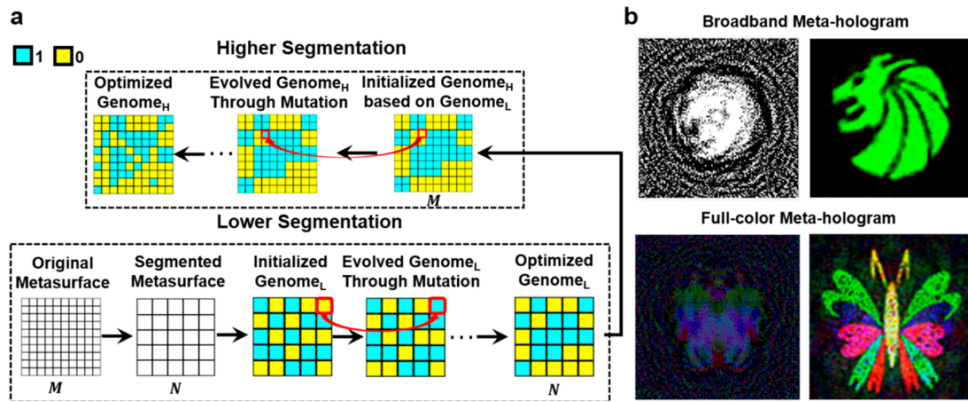 a
1 0
Higher Segmentation
Optimized
Genome_H
Evolved Genome_H
Through Mutation
Initialized Genome_H
based on Genome_L
...
M
Lower Segmentation
Original
Metasurface
Segmented
Metasurface
Initialized
Genome_L
Evolved Genome_L
Through Mutation
Optimized
Genome_L
...
M
N
N
b
Broadband Meta-hologram
Full-color Meta-hologram